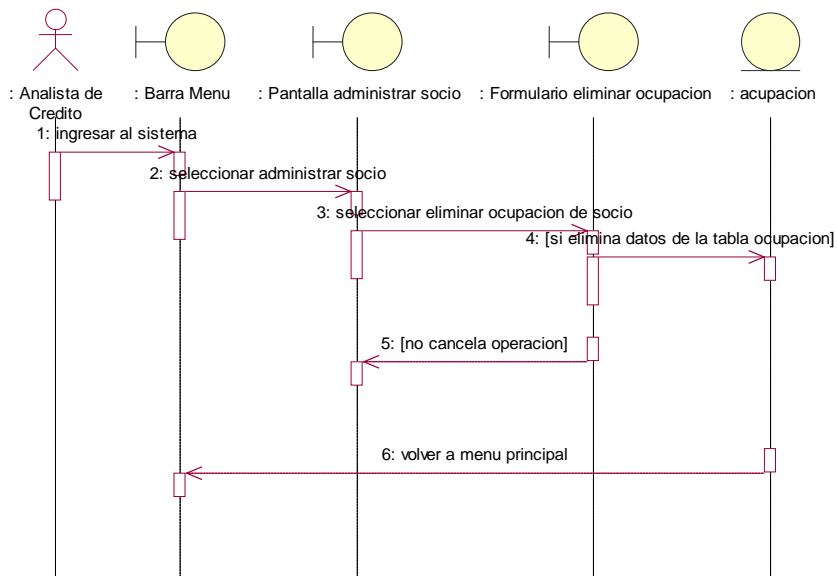 : Analista de
Credito
: Barra Menu
: Pantalla administrar socio
: Formulario eliminar ocupacion
: acupacion
1: ingresar al sistema
2: seleccionar administrar socio
3: seleccionar eliminar ocupacion de socio
4: [si elimina datos de la tabla ocupacion]
5: [no cancela operacion]
6: volver a menu principal